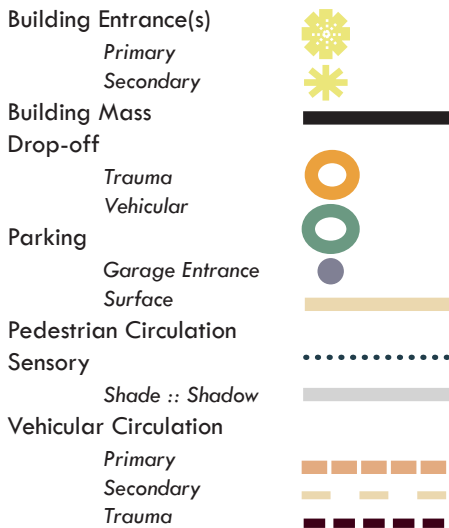 Building Entrance(s)
Primary
Secondary
Building Mass
Drop-off
Trauma
Vehicular
Parking
Garage Entrance
Surface
Pedestrian Circulation
Sensory
Shade :: Shadow
Vehicular Circulation
Primary
Secondary
Trauma